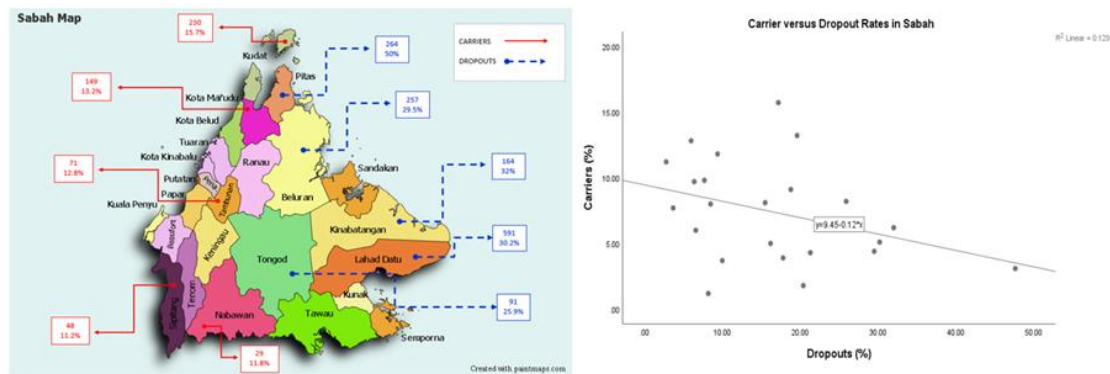 Sabah Map
230
15.7%
CARRIERS
DROPOUTS
264
50%
Kudat
Pitas
149
13.2%
Kota Marudu
257
29.5%
Kota Belud
Tuaran
Kota Kinabalu
Ranau
Sandakan
164
32%
71
12.8%
Putatan
Papar
Tambunan
Kuala Penyu
Beluran
Kinabatangan
Beaufort
Keningau
Tongod
Lahad Datu
591
30.2%
Sipitang
Tenom
Nabawan
Kunak
Tawau
Semporna
91
25.9%
48
11.2%
29
11.8%
Created with paintmaps.com
Carrier versus Dropout Rates in Sabah
R² Linear = 0.129
20.00
15.00
10.00
5.00
.00
Carriers (%)
y=9.45-0.12*x
.00 10.00 20.00 30.00 40.00 50.00
Dropouts (%)